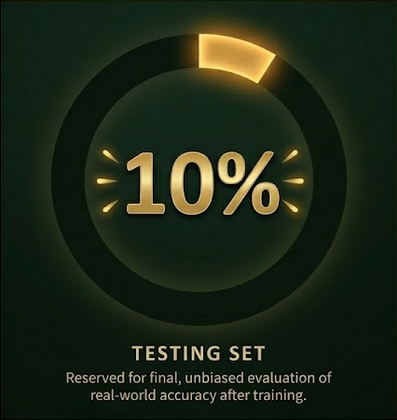 10%
TESTING SET
Reserved for final, unbiased evaluation of
real-world accuracy after training.